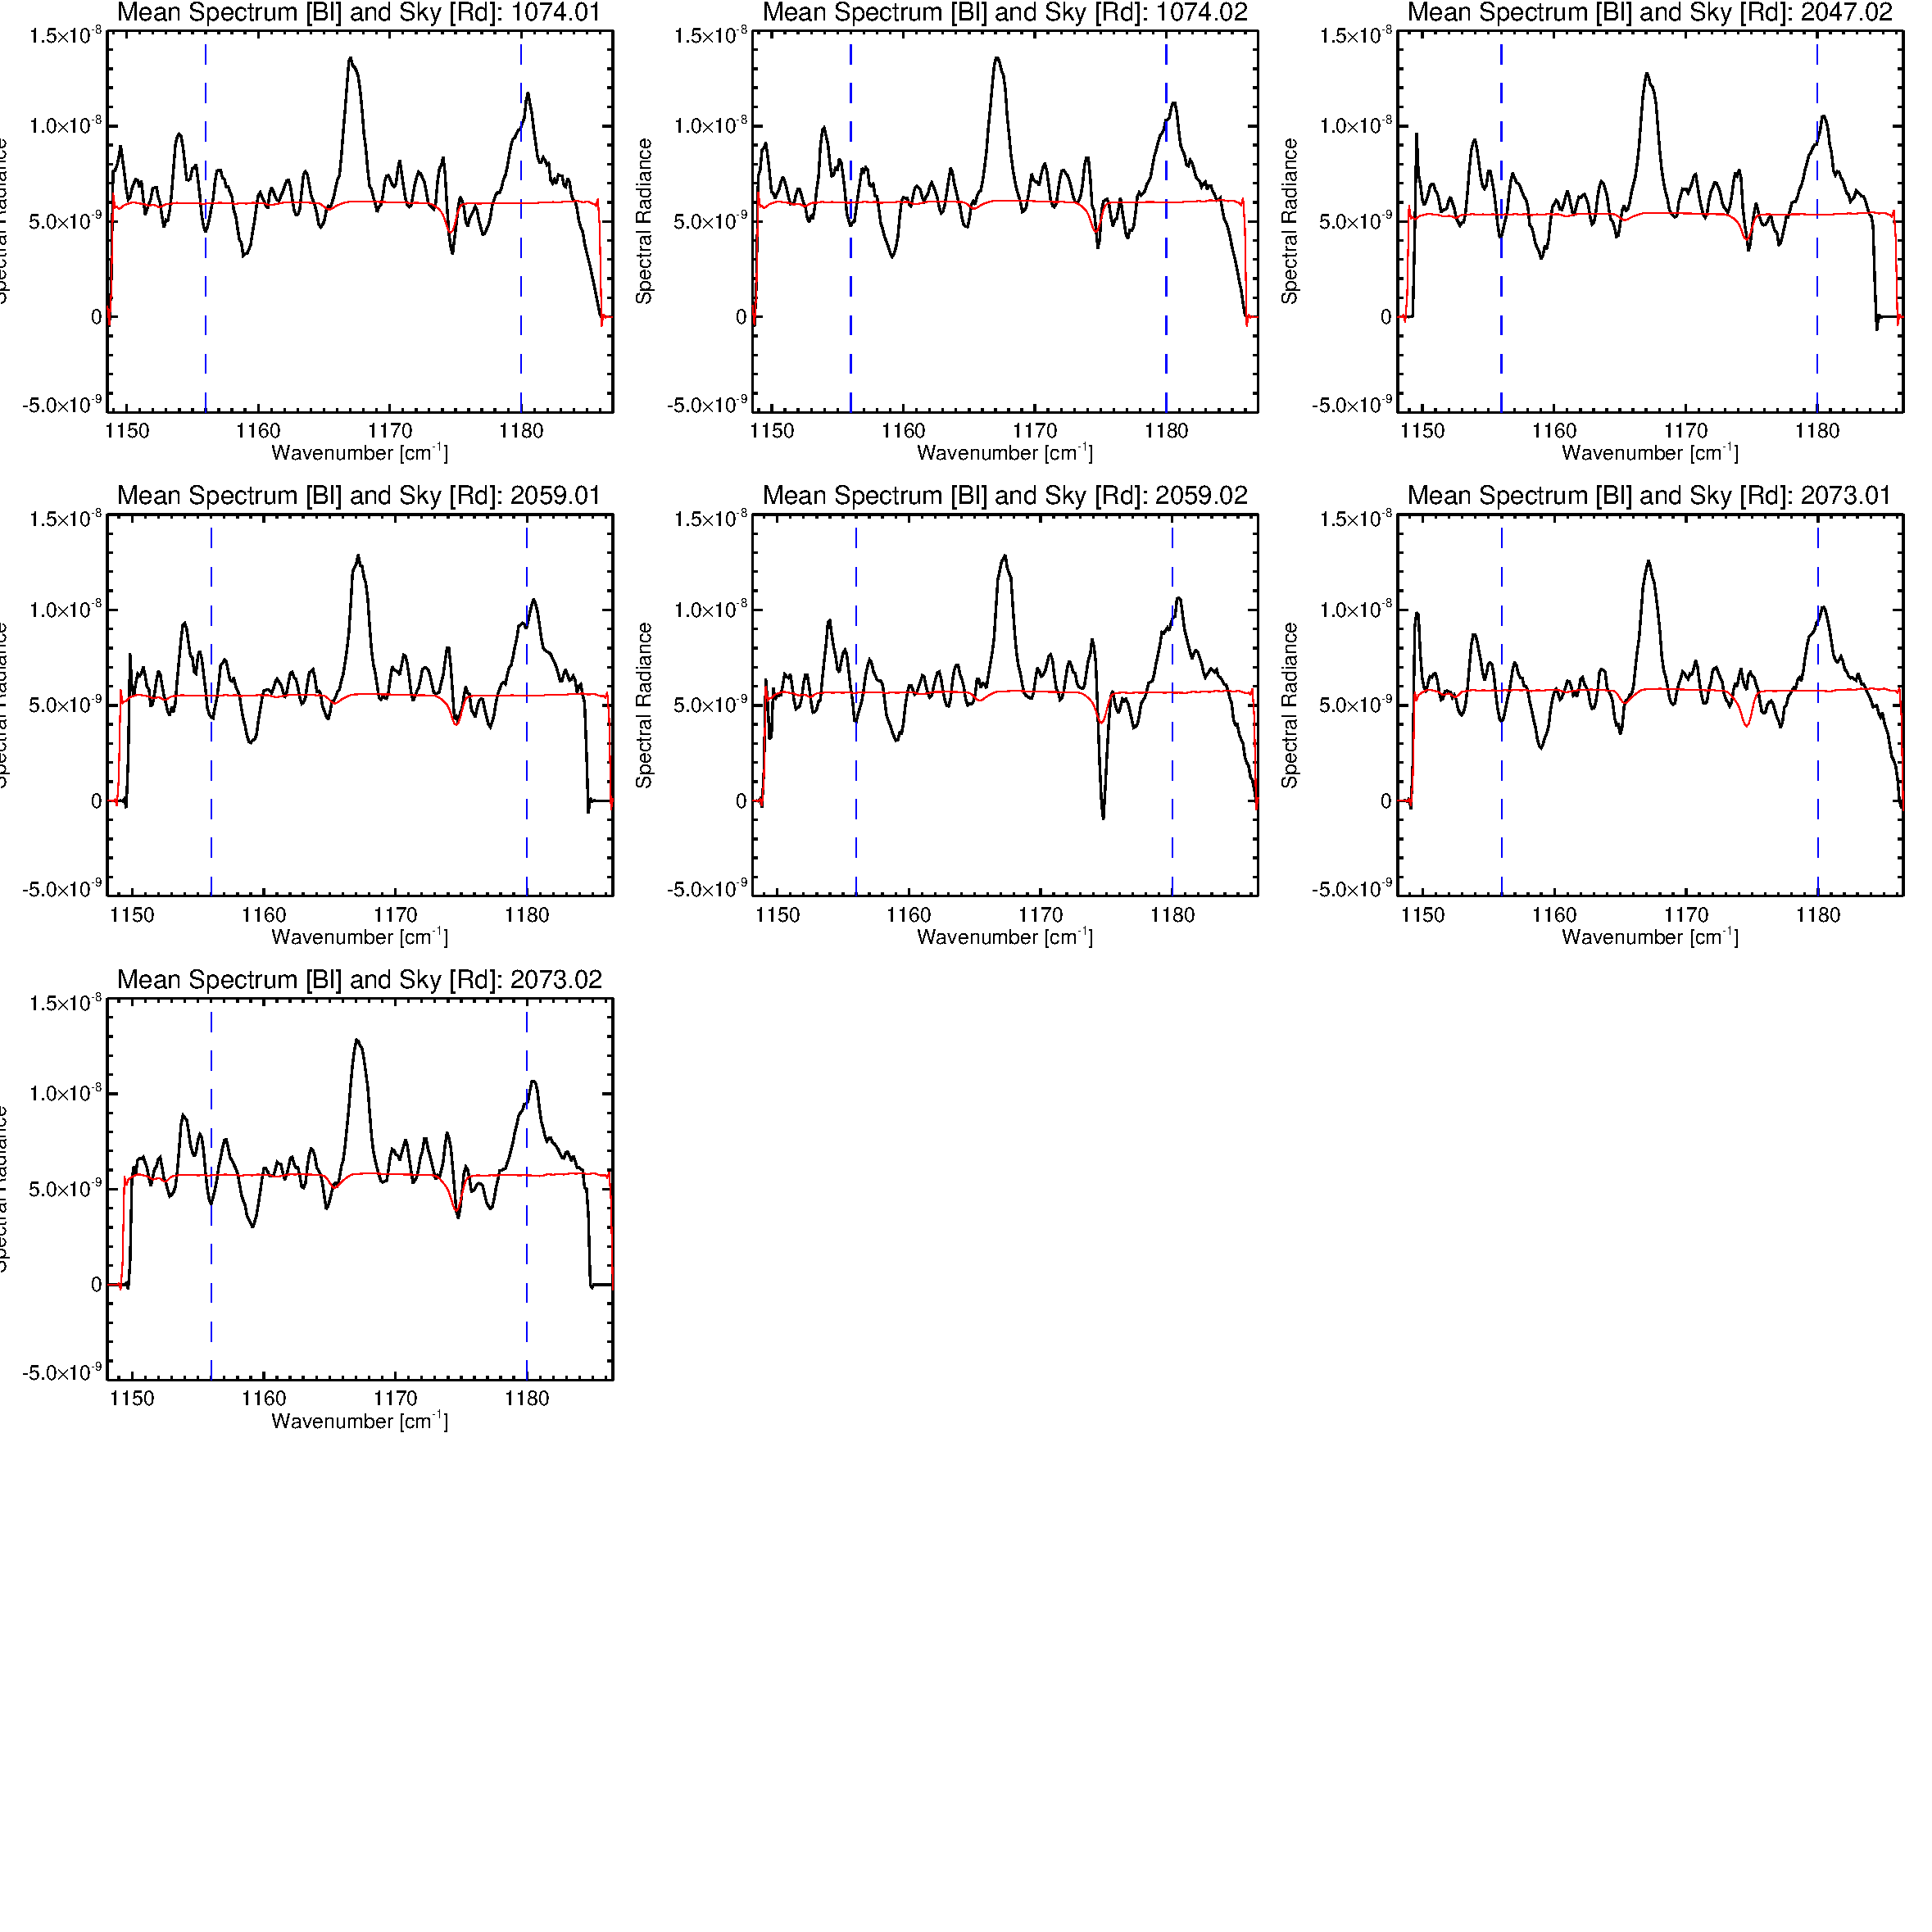 Mean Spectrum [Bl] and Sky [Rd]: 1074.01
1.5×10⁻⁸
1.0×10⁻⁸
5.0×10⁻⁹
0
-5.0×10⁻⁹
Spectral Radiance
1150 1160 1170 1180
Wavenumber [cm⁻¹]
Mean Spectrum [Bl] and Sky [Rd]: 1074.02
1.5×10⁻⁸
1.0×10⁻⁸
5.0×10⁻⁹
0
-5.0×10⁻⁹
Spectral Radiance
1150 1160 1170 1180
Wavenumber [cm⁻¹]
Mean Spectrum [Bl] and Sky [Rd]: 2047.02
1.5×10⁻⁸
1.0×10⁻⁸
5.0×10⁻⁹
0
-5.0×10⁻⁹
Spectral Radiance
1150 1160 1170 1180
Wavenumber [cm⁻¹]
Mean Spectrum [Bl] and Sky [Rd]: 2059.01
1.5×10⁻⁸
1.0×10⁻⁸
5.0×10⁻⁹
0
-5.0×10⁻⁹
Spectral Radiance
1150 1160 1170 1180
Wavenumber [cm⁻¹]
Mean Spectrum [Bl] and Sky [Rd]: 2059.02
1.5×10⁻⁸
1.0×10⁻⁸
5.0×10⁻⁹
0
-5.0×10⁻⁹
Spectral Radiance
1150 1160 1170 1180
Wavenumber [cm⁻¹]
Mean Spectrum [Bl] and Sky [Rd]: 2073.01
1.5×10⁻⁸
1.0×10⁻⁸
5.0×10⁻⁹
0
-5.0×10⁻⁹
Spectral Radiance
1150 1160 1170 1180
Wavenumber [cm⁻¹]
Mean Spectrum [Bl] and Sky [Rd]: 2073.02
1.5×10⁻⁸
1.0×10⁻⁸
5.0×10⁻⁹
0
-5.0×10⁻⁹
Spectral Radiance
1150 1160 1170 1180
Wavenumber [cm⁻¹]